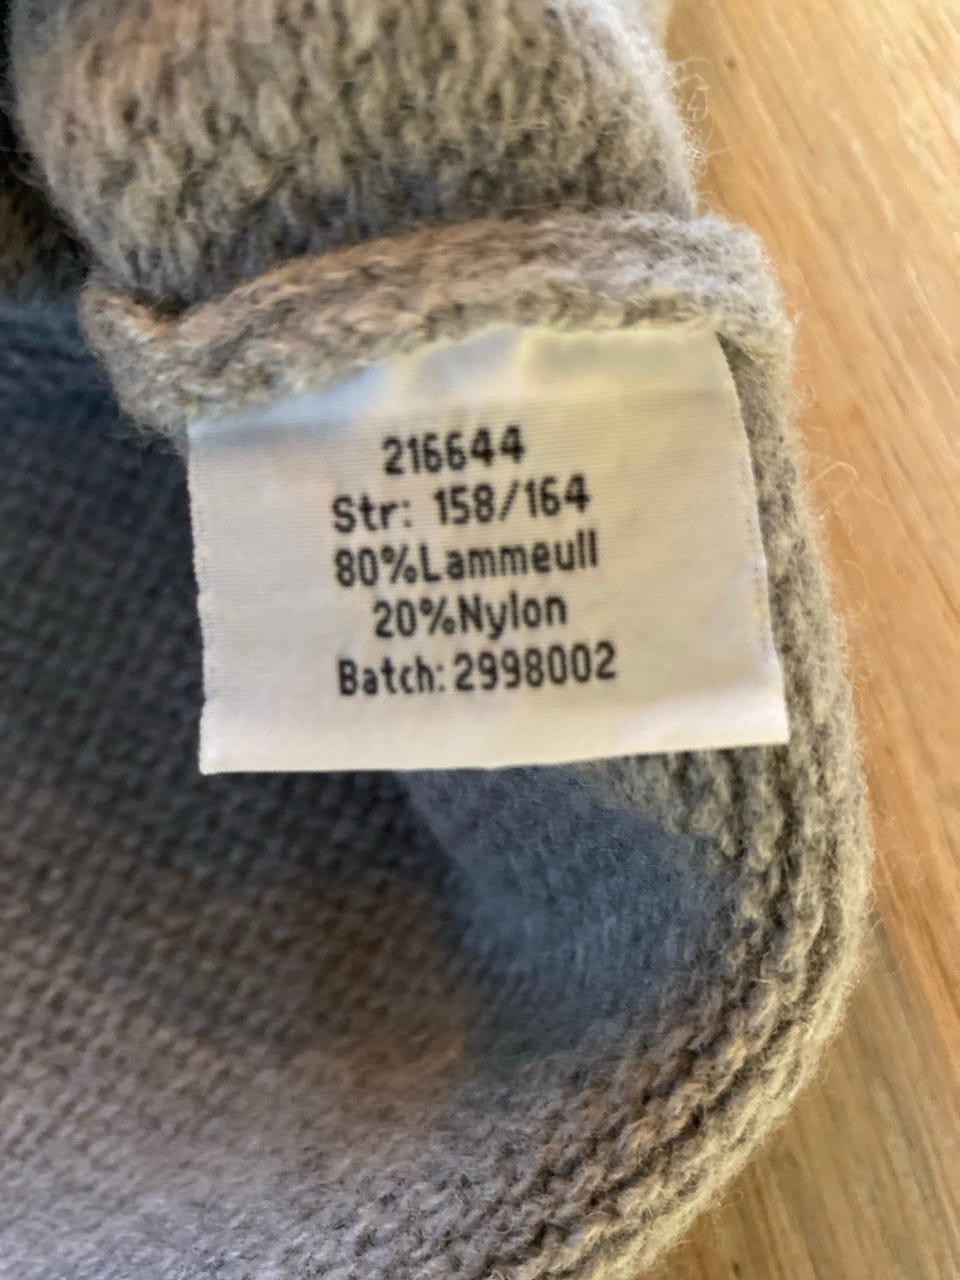 216644
Str: 158/164
80%Lammeull
20%Nylon
Batch: 2998002